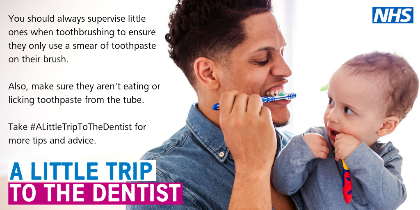 You should always supervise little
ones when toothbrushing to ensure
they only use a smear of toothpaste
on their brush.
Also, make sure they aren't eating or
licking toothpaste from the tube.
Take #ALittleTripToTheDentist for
more tips and advice.
A LITTLE TRIP
TO THE DENTIST
NHS